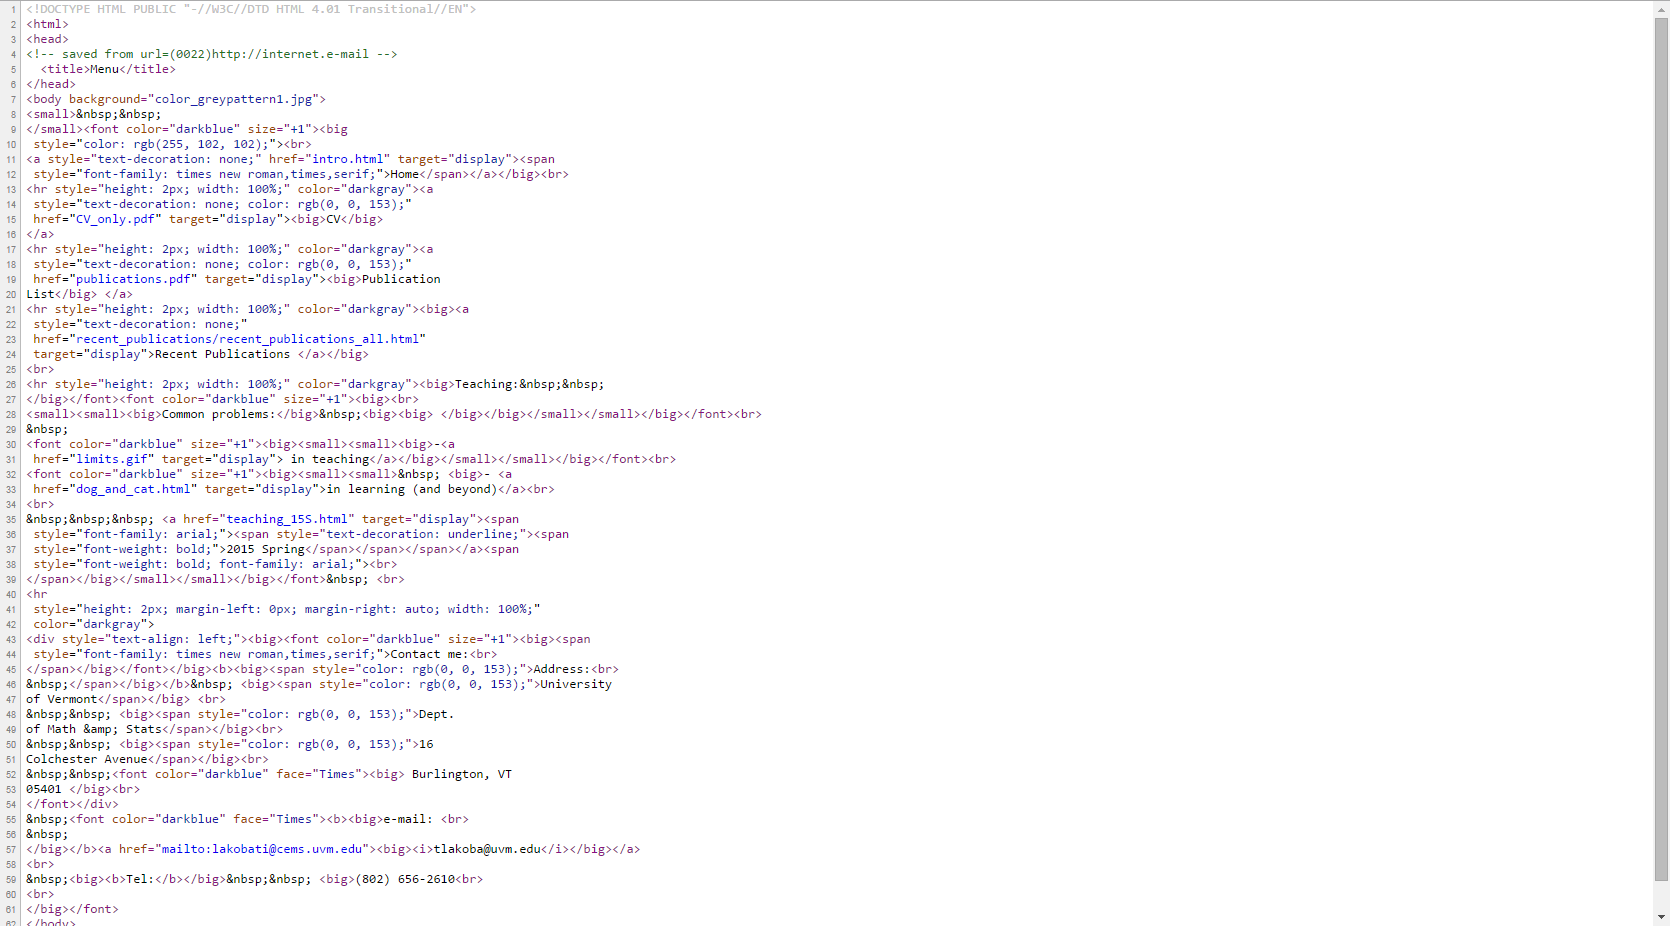 1 <!DOCTYPE HTML PUBLIC "-//W3C//DTD HTML 4.01 Transitional//EN">
2 <html>
3 <head>
4 <!-- saved from url=(0022)http://internet.e-mail -->
5   <title>Menu</title>
6 </head>
7 <body background="color_greypattern1.jpg">
8 <small>&nbsp;&nbsp;
9 </small><font color="darkblue" size="+1"><big
10  style="color: rgb(255, 102, 102);"><br>
11 <a style="text-decoration: none;" href="intro.html" target="display"><span
12  style="font-family: times new roman,times,serif;">Home</span></a></big><br>
13 <hr style="height: 2px; width: 100%;" color="darkgray"><a
14  style="text-decoration: none; color: rgb(0, 0, 153);"
15  href="CV_only.pdf" target="display"><big>CV</big>
16 </a>
17 <hr style="height: 2px; width: 100%;" color="darkgray"><a
18  style="text-decoration: none; color: rgb(0, 0, 153);"
19  href="publications.pdf" target="display"><big>Publication
20 List</big> </a>
21 <hr style="height: 2px; width: 100%;" color="darkgray"><big><a
22  style="text-decoration: none;"
23  href="recent_publications/recent_publications_all.html"
24  target="display">Recent Publications </a></big>
25 <br>
26 <hr style="height: 2px; width: 100%;" color="darkgray"><big>Teaching:&nbsp;&nbsp;
27 </big></font><font color="darkblue" size="+1"><big><br>
28 <small><small><big>Common problems:</big>&nbsp;<big><big> </big></big></small></small></big></font><br>
29 &nbsp;
30 <font color="darkblue" size="+1"><big><small><small><big>-<a
31  href="limits.gif" target="display"> in teaching</a></big></small></small></big></font><br>
32 <font color="darkblue" size="+1"><big><small><small>&nbsp; <big>- <a
33  href="dog_and_cat.html" target="display">in learning (and beyond)</a><br>
34 <br>
35 &nbsp;&nbsp;&nbsp; <a href="teaching_15S.html" target="display"><span
36  style="font-family: arial;"><span style="text-decoration: underline;"><span
37  style="font-weight: bold;">2015 Spring</span></span></span></a><span
38  style="font-weight: bold; font-family: arial;"><br>
39 </span></big></small></small></big></font>&nbsp; <br>
40 <hr
41  style="height: 2px; margin-left: 0px; margin-right: auto; width: 100%;"
42  color="darkgray">
43 <div style="text-align: left;"><big><font color="darkblue" size="+1"><big><span
44  style="font-family: times new roman,times,serif;">Contact me:<br>
45 </span></big></font></big><b><big><span style="color: rgb(0, 0, 153);">Address:<br>
46 &nbsp;</span></big></b>&nbsp; <big><span style="color: rgb(0, 0, 153);">University
47 of Vermont</span></big> <br>
48 &nbsp;&nbsp; <big><span style="color: rgb(0, 0, 153);">Dept.
49 of Math &amp; Stats</span></big><br>
50 &nbsp;&nbsp; <big><span style="color: rgb(0, 0, 153);">16
51 Colchester Avenue</span></big><br>
52 &nbsp;&nbsp;<font color="darkblue" face="Times"><big> Burlington, VT
53 05401 </big><br>
54 </font></div>
55 &nbsp;<font color="darkblue" face="Times"><b><big>e-mail: <br>
56 &nbsp;
57 </big></b><a href="mailto:lakobati@cems.uvm.edu"><big><i>tlakoba@uvm.edu</i></big></a>
58 <br>
59 &nbsp;<big><b>Tel:</b></big>&nbsp;&nbsp; <big>(802) 656-2610<br>
60 <br>
61 </big></font>
62 </body>